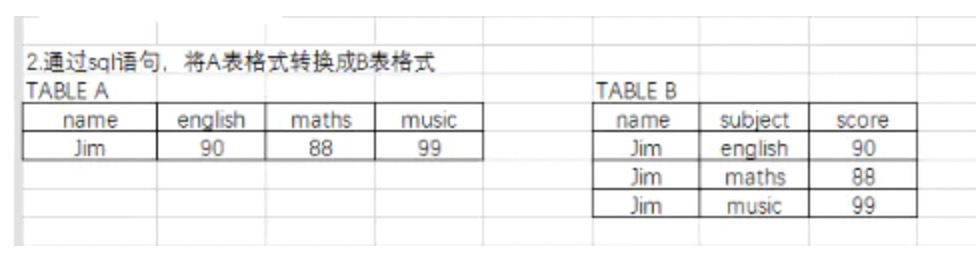 2.通过sql语句，将A表格式转换成B表格式
TABLE A TABLE B
name english maths music name subject score
Jim 90 88 99 Jim english 90
Jim maths 88
Jim music 99